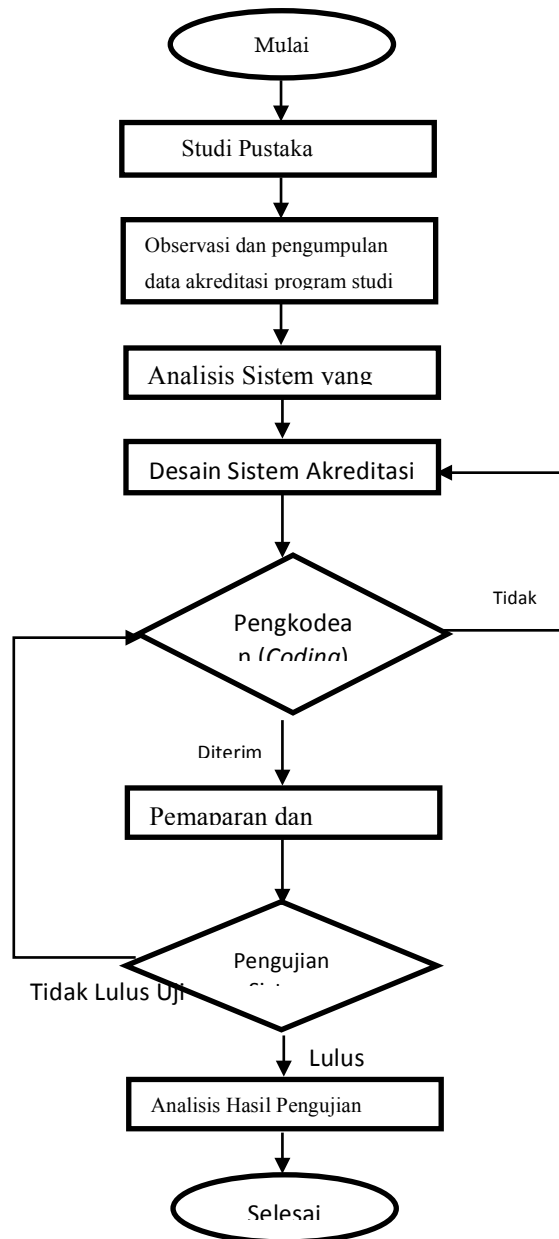 Mulai
Studi Pustaka
Observasi dan pengumpulan
data akreditasi program studi
Analisis Sistem yang
Desain Sistem Akreditasi
Tidak
Pengkodea
n (Coding)
Diterim
Pemaparan dan
Pengujian
Sistem
Tidak Lulus Uji
Lulus
Analisis Hasil Pengujian
Selesai